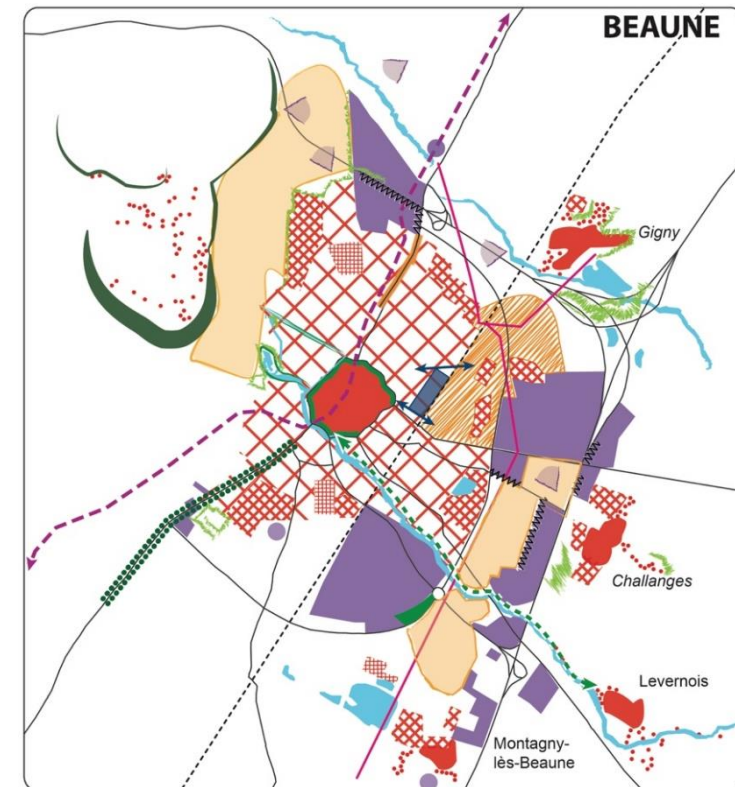 BEAUNE
Gigny
Challanges
Levernois
Montagny-
lès-Beaune